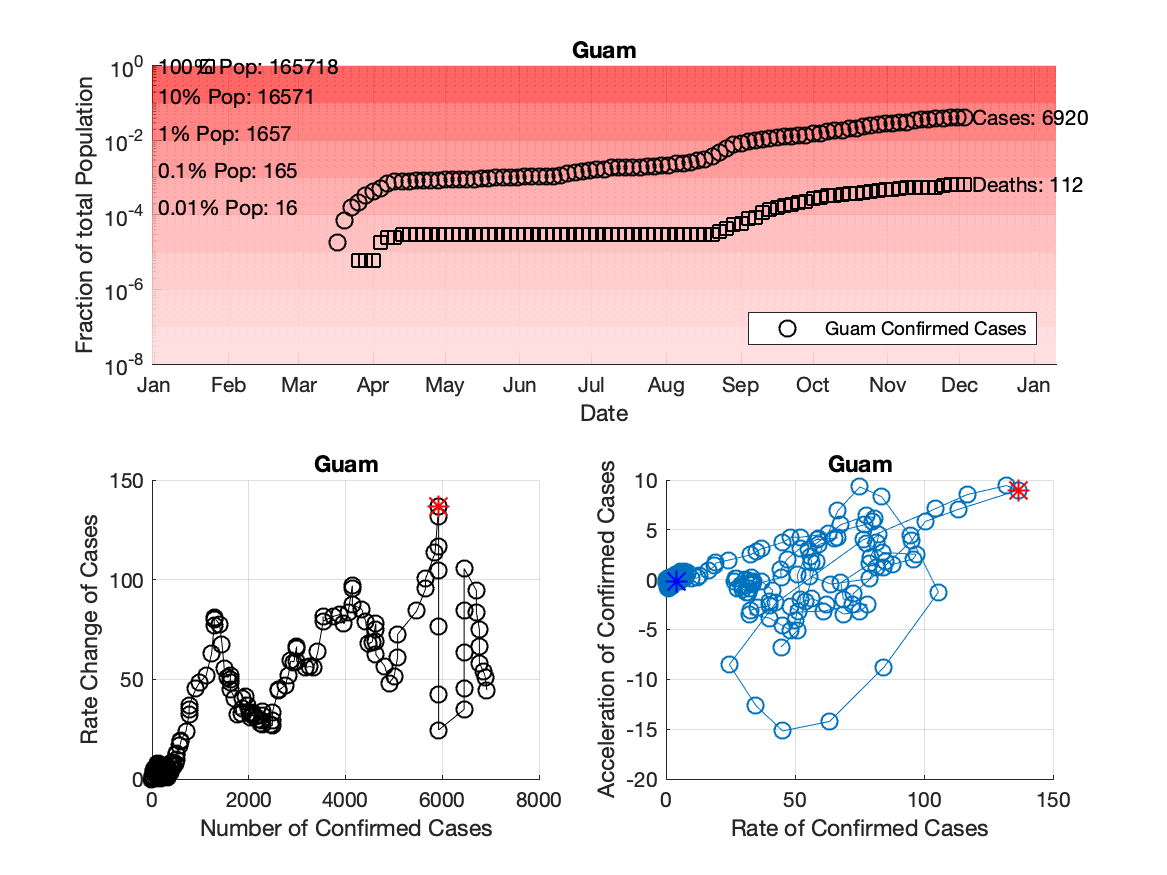 Guam
Fraction of total Population
10^0
10^-2
10^-4
10^-6
10^-8
100% Pop: 165718
10% Pop: 16571
1% Pop: 1657
0.1% Pop: 165
0.01% Pop: 16
Cases: 6920
Deaths: 112
Guam Confirmed Cases
Jan Feb Mar Apr May Jun Jul Aug Sep Oct Nov Dec Jan
Date
Guam
Rate Change of Cases
150
100
50
0
0 2000 4000 6000 8000
Number of Confirmed Cases
Guam
Acceleration of Confirmed Cases
10
5
0
-5
-10
-15
-20
0 50 100 150
Rate of Confirmed Cases